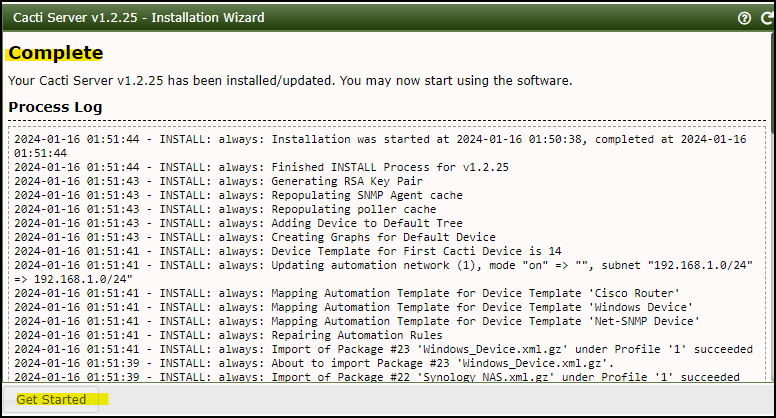 Cacti Server v1.2.25 - Installation Wizard
Complete
Your Cacti Server v1.2.25 has been installed/updated. You may now start using the software.
Process Log
2024-01-16 01:51:44 - INSTALL: always: Installation was started at 2024-01-16 01:50:38, completed at 2024-01-16
01:51:44
2024-01-16 01:51:44 - INSTALL: always: Finished INSTALL Process for v1.2.25
2024-01-16 01:51:43 - INSTALL: always: Generating RSA Key Pair
2024-01-16 01:51:43 - INSTALL: always: Repopulating SNMP Agent cache
2024-01-16 01:51:43 - INSTALL: always: Repopulating poller cache
2024-01-16 01:51:43 - INSTALL: always: Adding Device to Default Tree
2024-01-16 01:51:43 - INSTALL: always: Creating Graphs for Default Device
2024-01-16 01:51:41 - INSTALL: always: Device Template for First Cacti Device is 14
2024-01-16 01:51:41 - INSTALL: always: Updating automation network (1), mode "on" => "", subnet "192.168.1.0/24"
=> 192.168.1.0/24"
2024-01-16 01:51:41 - INSTALL: always: Mapping Automation Template for Device Template 'Cisco Router'
2024-01-16 01:51:41 - INSTALL: always: Mapping Automation Template for Device Template 'Windows Device'
2024-01-16 01:51:41 - INSTALL: always: Mapping Automation Template for Device Template 'Net-SNMP Device'
2024-01-16 01:51:41 - INSTALL: always: Repairing Automation Rules
2024-01-16 01:51:41 - INSTALL: always: Import of Package #23 'Windows_Device.xml.gz' under Profile '1' succeeded
2024-01-16 01:51:39 - INSTALL: always: About to import Package #23 'Windows_Device.xml.gz'.
2024-01-16 01:51:39 - INSTALL: always: Import of Package #22 'Synology_NAS.xml.gz' under Profile '1' succeeded
Get Started